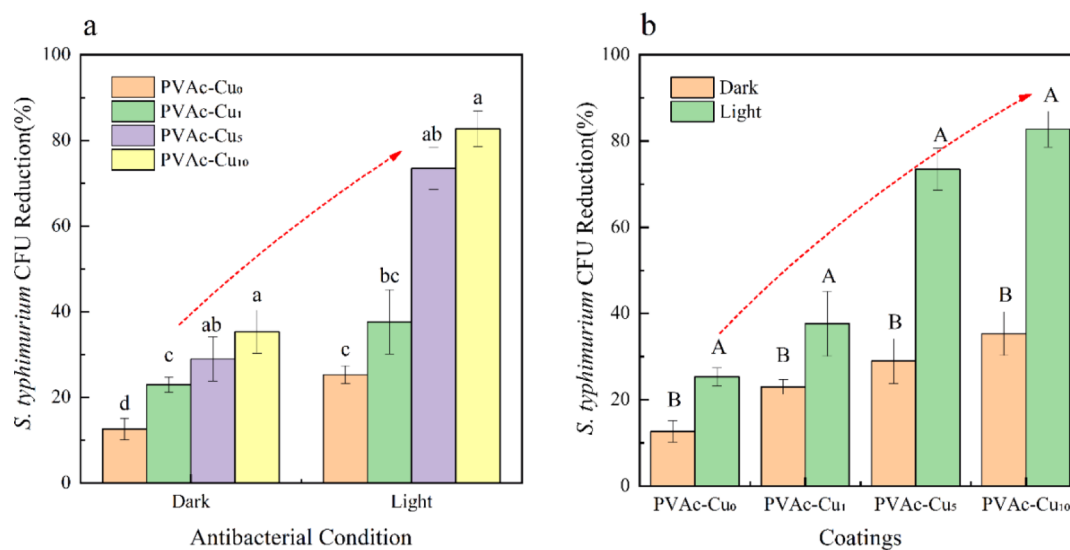 a
S. typhimurium CFU Reduction(%)
100
80
60
40
20
0
PVAc-Cu₀
PVAc-Cu₁
PVAc-Cu₅
PVAc-Cu₁₀
d
c
ab
a
c
bc
ab
a
Dark
Light
Antibacterial Condition
b
S. typhimurium CFU Reduction(%)
100
80
60
40
20
0
Dark
Light
B
A
B
A
B
A
B
A
PVAc-Cu₀
PVAc-Cu₁
PVAc-Cu₅
PVAc-Cu₁₀
Coatings